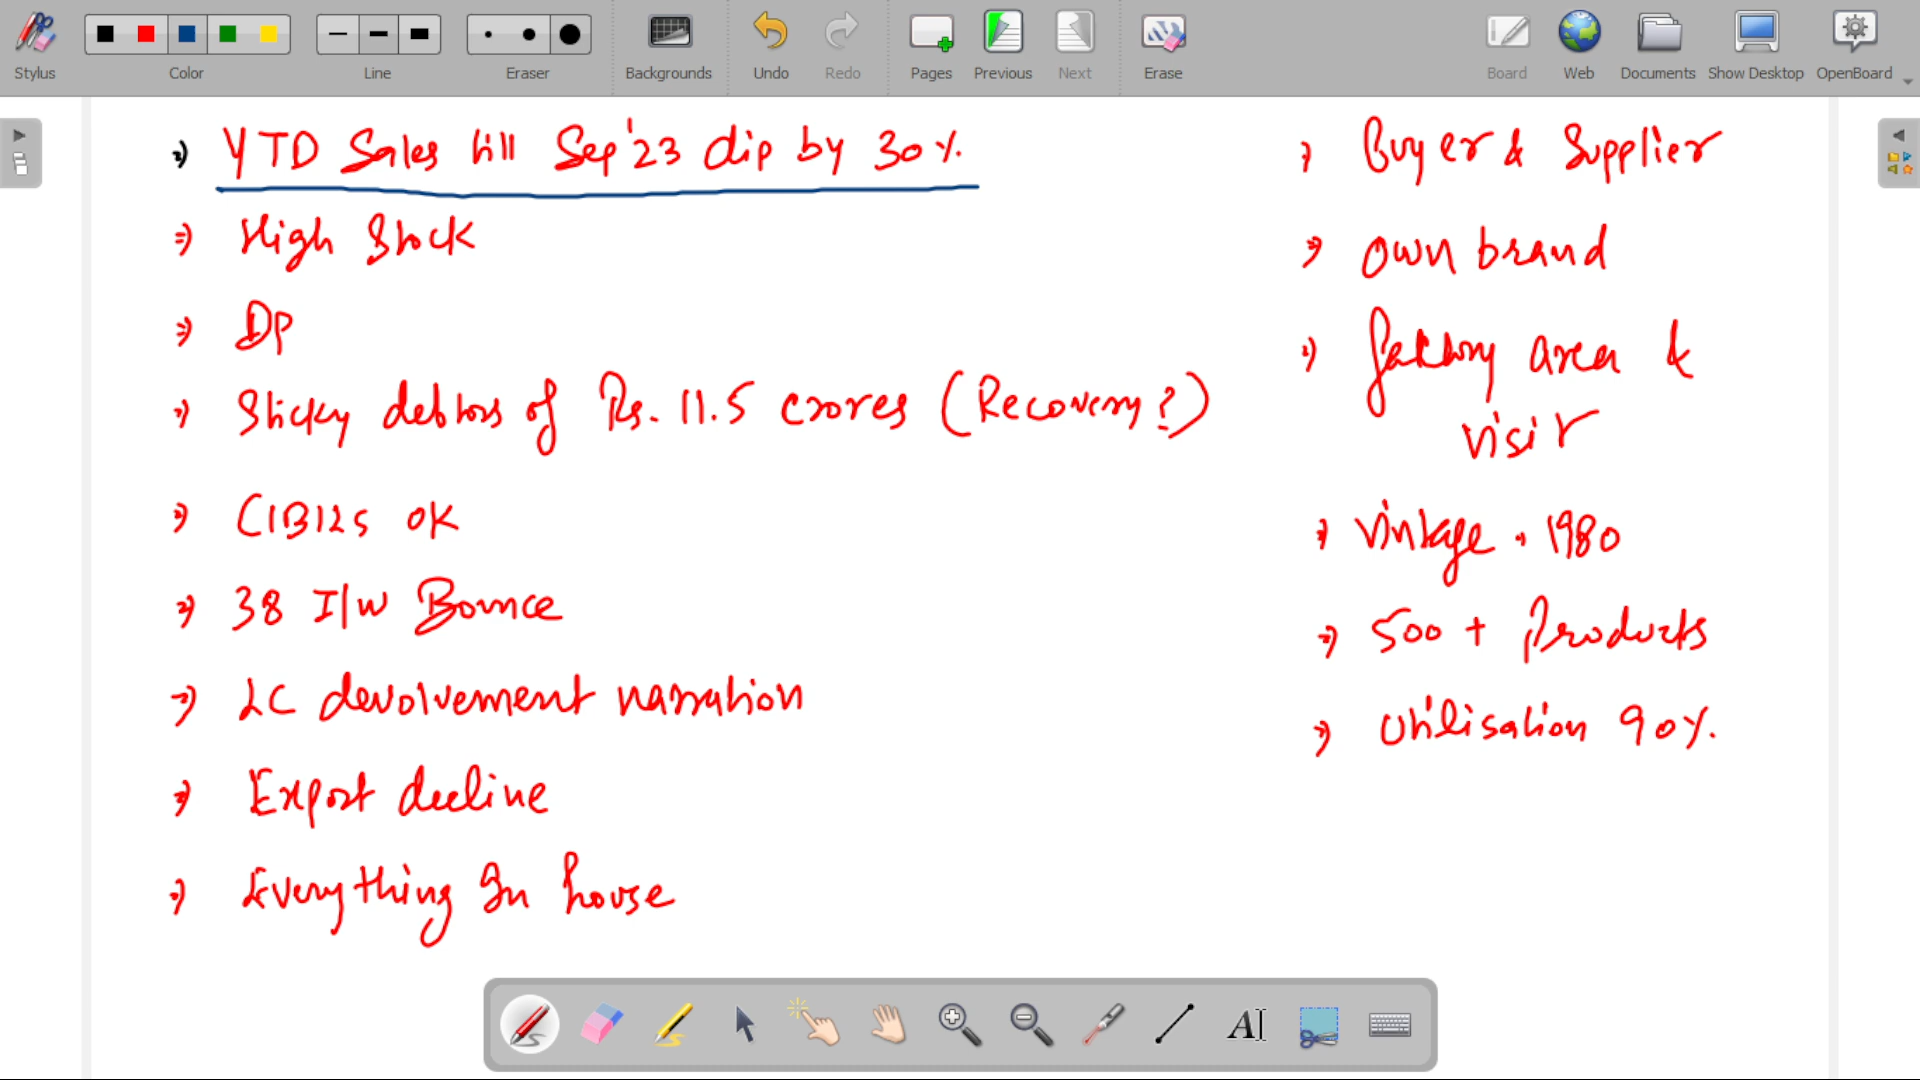 Stylus
Color
Line
Eraser
Backgrounds
Undo
Redo
Pages
Previous
Next
Erase
Board
Web
Documents
Show Desktop
OpenBoard
⇒ YTD Sales till Sep'23 dip by 30%.
⇒ High Stock
⇒ DP
⇒ Sticky debtors of Rs. 11.5 crores (Recovery?)
⇒ CIBILs OK
⇒ 38 I/W Bounce
⇒ LC devolvement narration
⇒ Export decline
⇒ Everything In house
⇒ Buyer & Supplier
⇒ Own brand
⇒ factory area &
visit
⇒ Vintage ⇒ 1980
⇒ 500 + Products
⇒ Utilisation 90%.